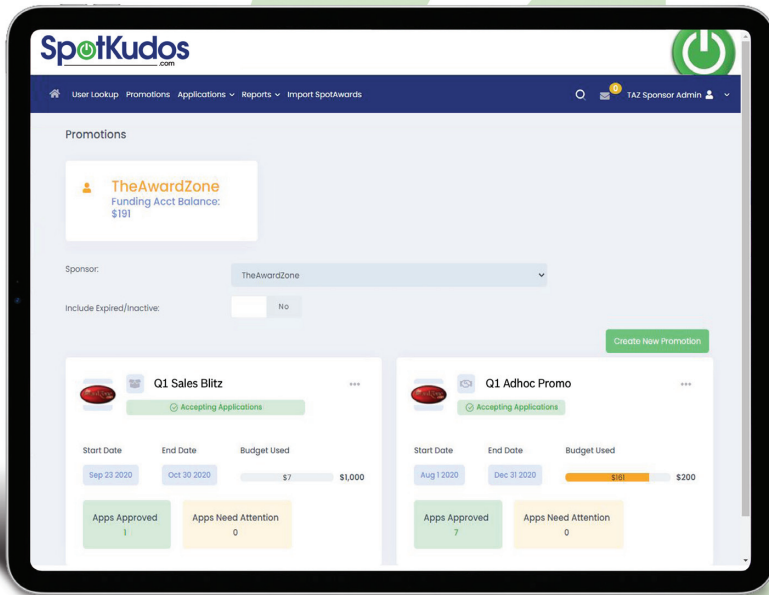 SpotKudos
.com
User Lookup Promotions Applications Reports Import SpotAwards 0 TAZ Sponsor Admin
Promotions
TheAwardZone
Funding Acct Balance:
$191
Sponsor: TheAwardZone
Include Expired/Inactive: No
Create New Promotion
Q1 Sales Blitz
Accepting Applications
Start Date End Date Budget Used
Sep 23 2020 Oct 30 2020 $7 $1,000
Apps Approved Apps Need Attention
1 0
Q1 Adhoc Promo
Accepting Applications
Start Date End Date Budget Used
Aug 1 2020 Dec 31 2020 $161 $200
Apps Approved Apps Need Attention
7 0